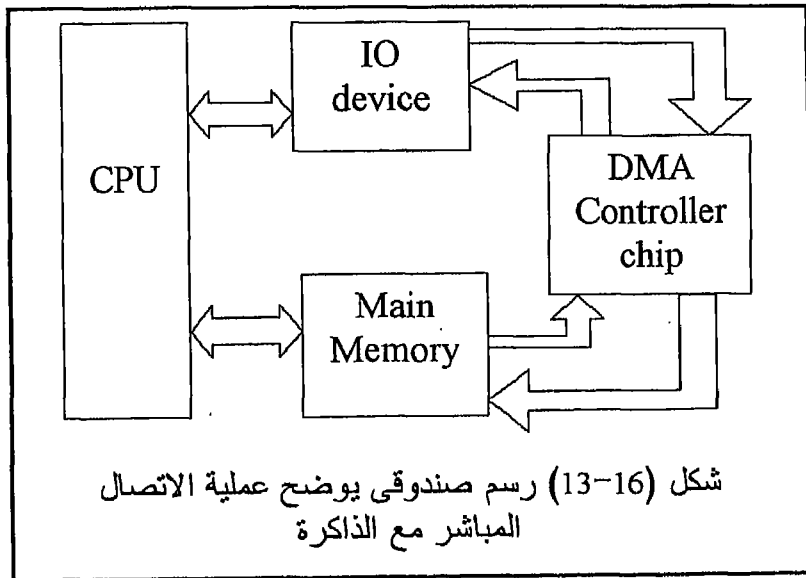 IO
device
CPU
DMA
Controller
chip
Main
Memory
شكل (16-13) رسم صندوقى يوضح عملية الاتصال
المباشر مع الذاكرة